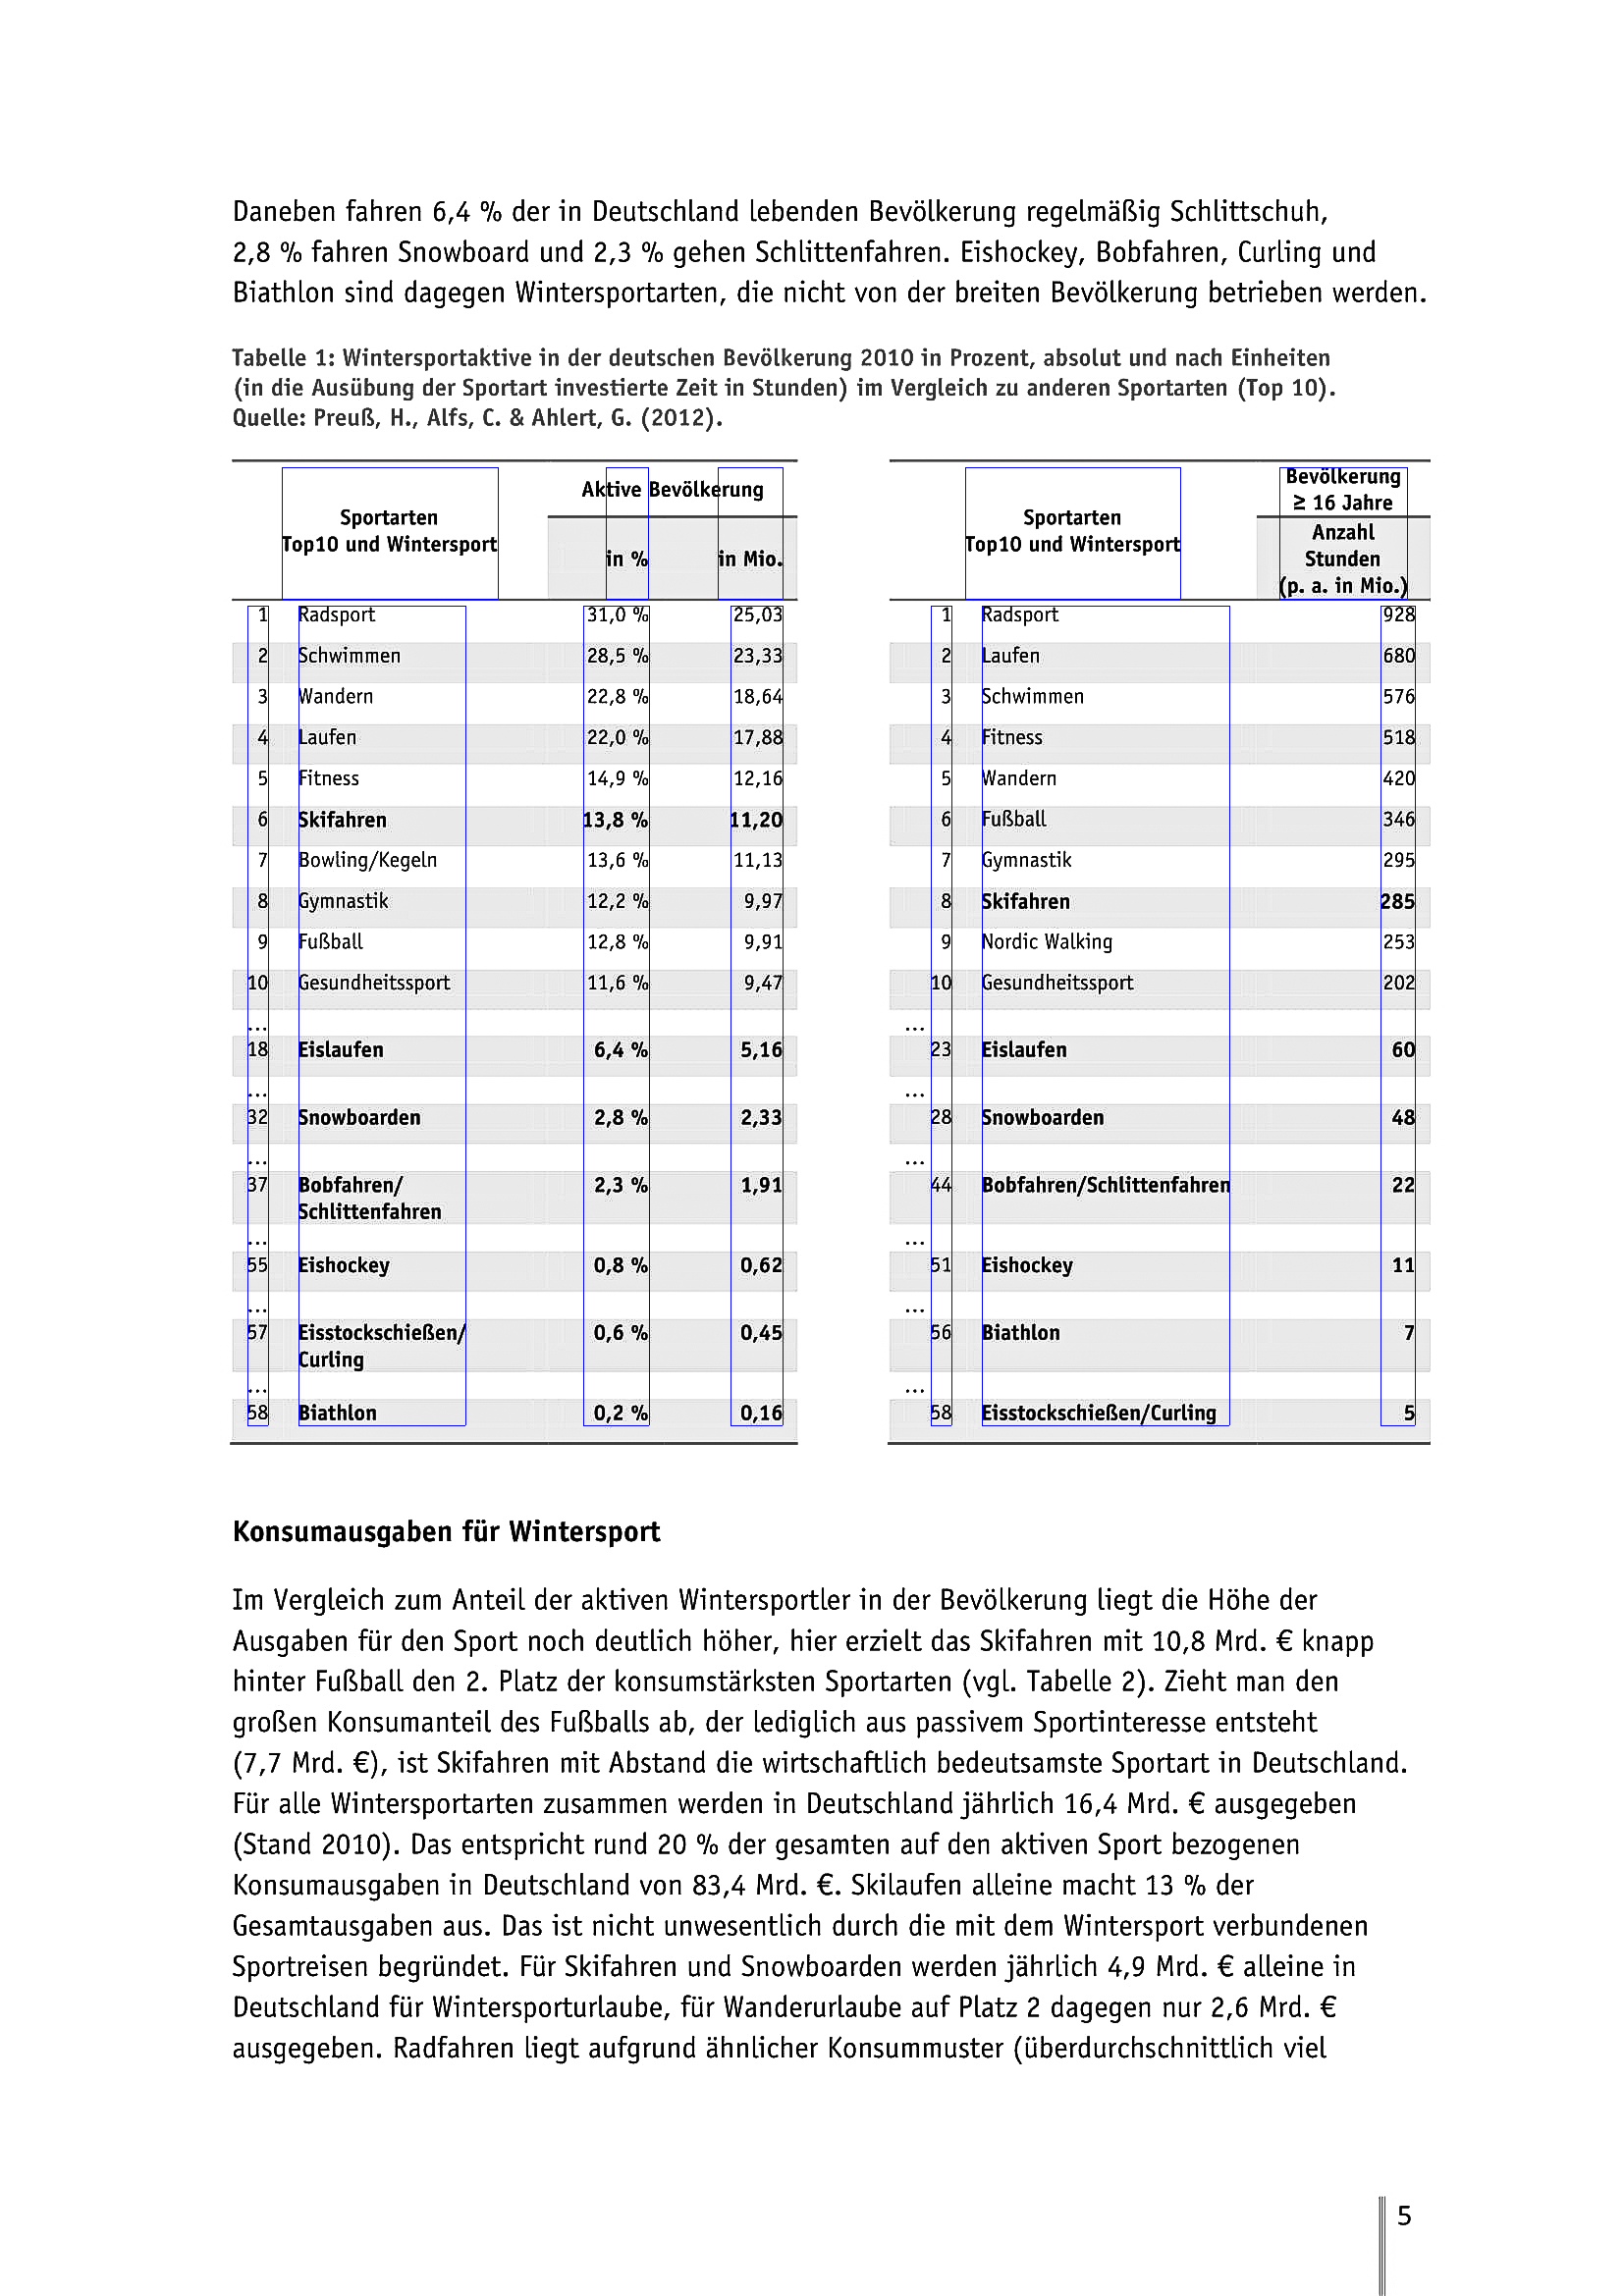 Daneben fahren 6,4 % der in Deutschland lebenden Bevölkerung regelmäßig Schlittschuh,
2,8 % fahren Snowboard und 2,3 % gehen Schlittenfahren. Eishockey, Bobfahren, Curling und
Biathlon sind dagegen Wintersportarten, die nicht von der breiten Bevölkerung betrieben werden.
Tabelle 1: Wintersportaktive in der deutschen Bevölkerung 2010 in Prozent, absolut und nach Einheiten
(in die Ausübung der Sportart investierte Zeit in Stunden) im Vergleich zu anderen Sportarten (Top 10).
Quelle: Preuß, H., Alfs, C. & Ahlert, G. (2012).
Sportarten
Top10 und Wintersport
Aktive Bevölkerung
in % in Mio.
1 Radsport 31,0 % 25,03
2 Schwimmen 28,5 % 23,33
3 Wandern 22,8 % 18,64
4 Laufen 22,0 % 17,88
5 Fitness 14,9 % 12,16
6 Skifahren 13,8 % 11,20
7 Bowling/Kegeln 13,6 % 11,13
8 Gymnastik 12,2 % 9,97
9 Fußball 12,8 % 9,91
10 Gesundheitssport 11,6 % 9,47
...
18 Eislaufen 6,4 % 5,16
...
32 Snowboarden 2,8 % 2,33
...
37 Bobfahren/ 2,3 % 1,91
Schlittenfahren
...
55 Eishockey 0,8 % 0,62
...
57 Eisstockschießen/ 0,6 % 0,45
Curling
...
58 Biathlon 0,2 % 0,16
Sportarten
Top10 und Wintersport
Bevölkerung
≥ 16 Jahre
Anzahl
Stunden
(p. a. in Mio.)
1 Radsport 928
2 Laufen 680
3 Schwimmen 576
4 Fitness 518
5 Wandern 420
6 Fußball 346
7 Gymnastik 295
8 Skifahren 285
9 Nordic Walking 253
10 Gesundheitssport 202
...
23 Eislaufen 60
...
28 Snowboarden 48
...
44 Bobfahren/Schlittenfahren 22
...
51 Eishockey 11
...
56 Biathlon 7
...
58 Eisstockschießen/Curling 5
Konsumausgaben für Wintersport
Im Vergleich zum Anteil der aktiven Wintersportler in der Bevölkerung liegt die Höhe der
Ausgaben für den Sport noch deutlich höher, hier erzielt das Skifahren mit 10,8 Mrd. € knapp
hinter Fußball den 2. Platz der konsumstärksten Sportarten (vgl. Tabelle 2). Zieht man den
großen Konsumanteil des Fußballs ab, der lediglich aus passivem Sportinteresse entsteht
(7,7 Mrd. €), ist Skifahren mit Abstand die wirtschaftlich bedeutsamste Sportart in Deutschland.
Für alle Wintersportarten zusammen werden in Deutschland jährlich 16,4 Mrd. € ausgegeben
(Stand 2010). Das entspricht rund 20 % der gesamten auf den aktiven Sport bezogenen
Konsumausgaben in Deutschland von 83,4 Mrd. €. Skilaufen alleine macht 13 % der
Gesamtausgaben aus. Das ist nicht unwesentlich durch die mit dem Wintersport verbundenen
Sportreisen begründet. Für Skifahren und Snowboarden werden jährlich 4,9 Mrd. € alleine in
Deutschland für Wintersporturlaube, für Wanderurlaube auf Platz 2 dagegen nur 2,6 Mrd. €
ausgegeben. Radfahren liegt aufgrund ähnlicher Konsummuster (überdurchschnittlich viel
5